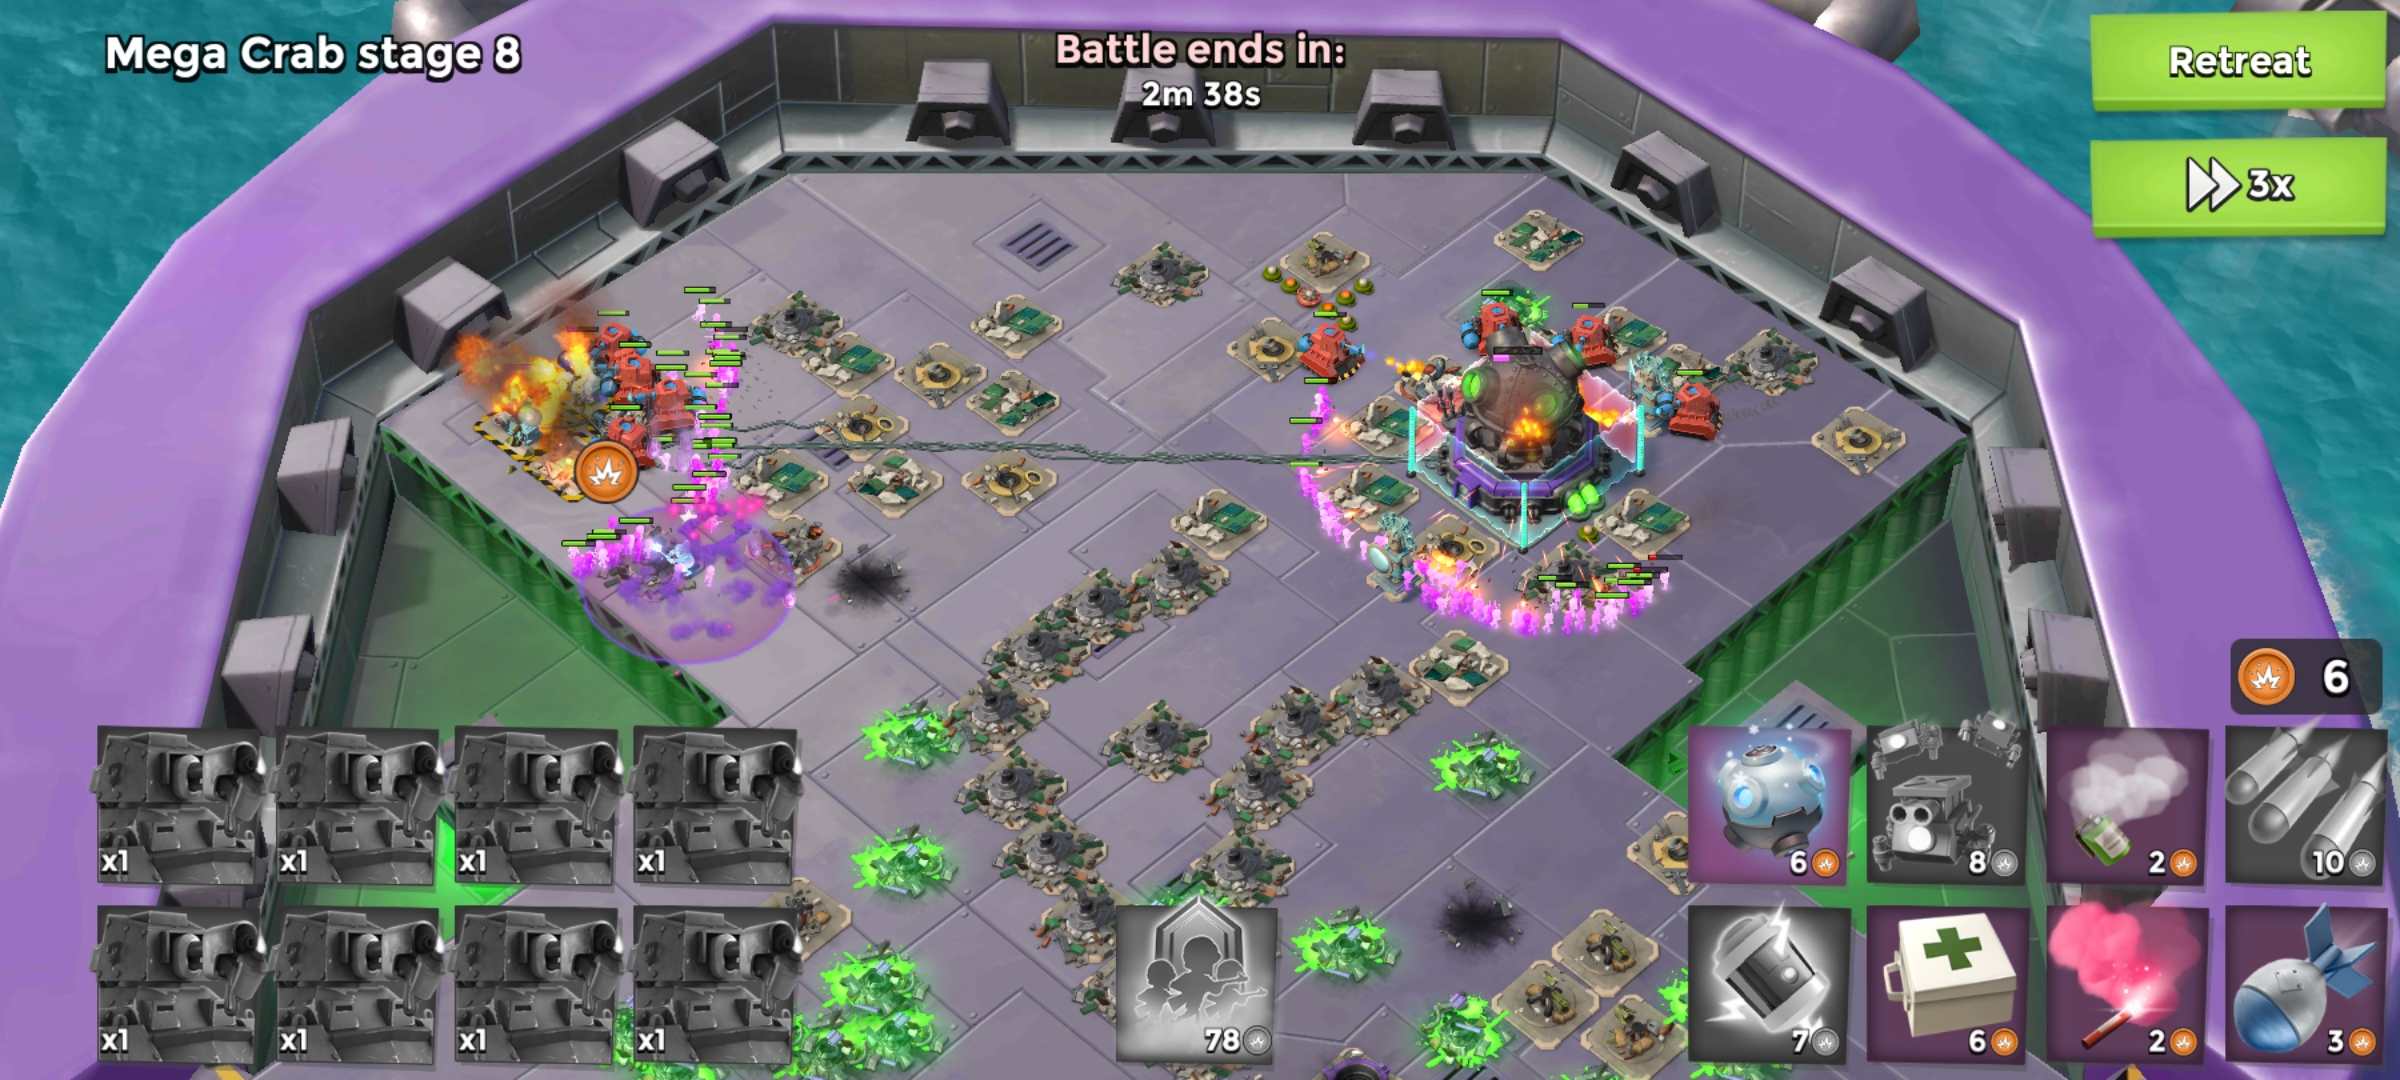 Mega Crab stage 8
Battle ends in:
2m 38s
Retreat
3x
6
x1
x1
x1
x1
6
8
2
10
x1
x1
x1
x1
78
7
6
2
3